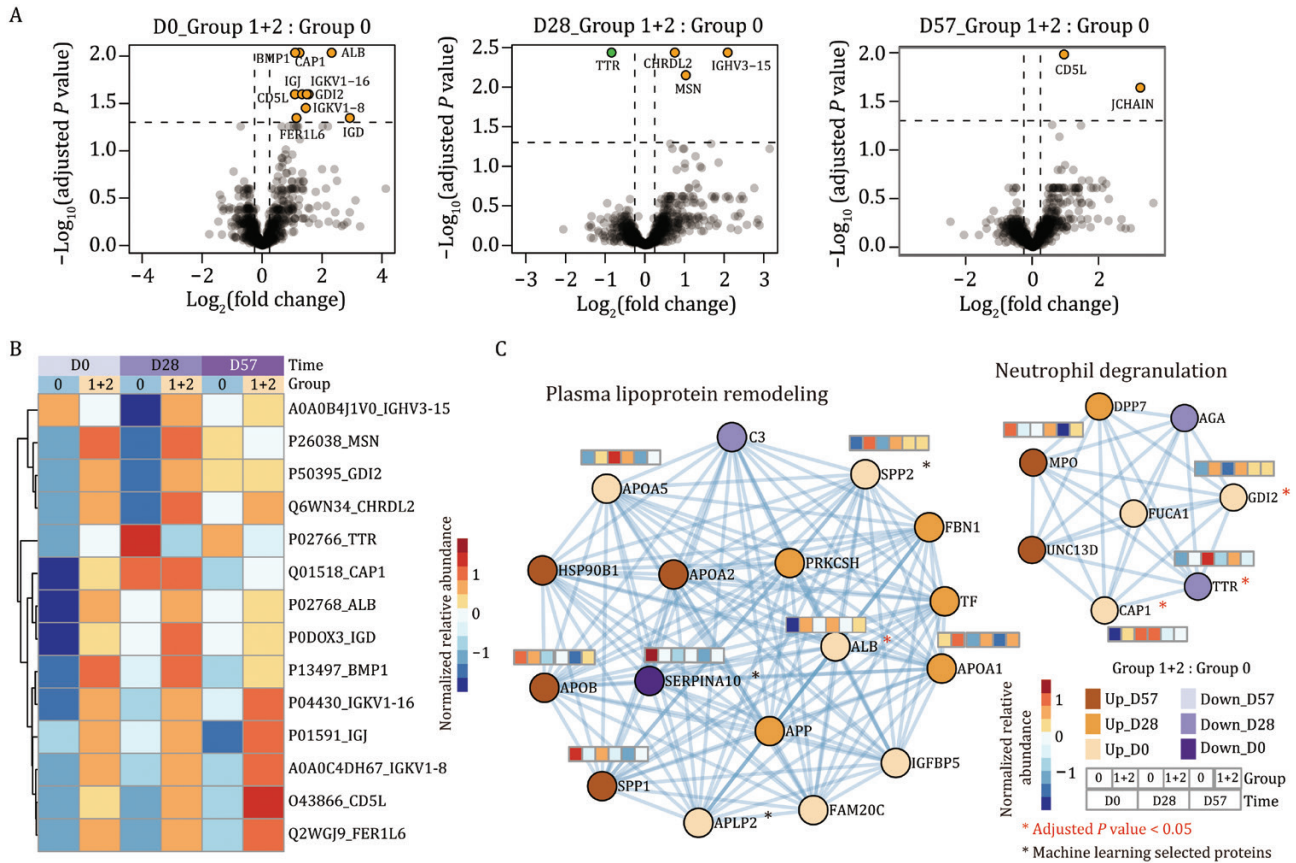 A
D0_Group 1+2 : Group 0
D28_Group 1+2 : Group 0
D57_Group 1+2 : Group 0
−Log10(adjusted P value)
2.0
1.5
1.0
0.5
0.0
BMP1
CAP1
ALB
IGJ
IGKV1−16
CD5L
GDI2
IGKV1−8
FER1L6
IGD
−4
−2
0
2
4
Log2(fold change)
−Log10(adjusted P value)
2.5
2.0
1.5
1.0
0.5
0.0
TTR
CHRDL2
IGHV3−15
MSN
−3
−2
−1
0
1
2
3
Log2(fold change)
−Log10(adjusted P value)
2.0
1.5
1.0
0.5
0.0
CD5L
JCHAIN
−4
−2
0
2
Log2(fold change)
B
D0 D28 D57 Time
0 1+2 0 1+2 0 1+2 Group
A0A0B4J1V0_IGHV3-15
P26038_MSN
P50395_GDI2
Q6WN34_CHRDL2
P02766_TTR
Q01518_CAP1
P02768_ALB
P0DOX3_IGD
P13497_BMP1
P04430_IGKV1-16
P01591_IGJ
A0A0C4DH67_IGKV1-8
O43866_CD5L
Q2WGJ9_FER1L6
Normalized relative abundance
1
0
−1
C
Plasma lipoprotein remodeling
C3
SPP2 *
APOA5
FBN1
HSP90B1
APOA2
PRKCSH
TF
ALB *
APOA1
APOB
SERPINA10 *
APP
IGFBP5
SPP1
APLP2 *
FAM20C
Neutrophil degranulation
DPP7
AGA
MPO
GDI2 *
FUCA1
UNC13D
TTR *
CAP1 *
Group 1+2 : Group 0
Normalized relative
abundance
1
0
−1
Up_D57 Down_D57
Up_D28 Down_D28
Up_D0 Down_D0
0 1+2 0 1+2 0 1+2 Group
D0 D28 D57 Time
* Adjusted P value < 0.05
* Machine learning selected proteins